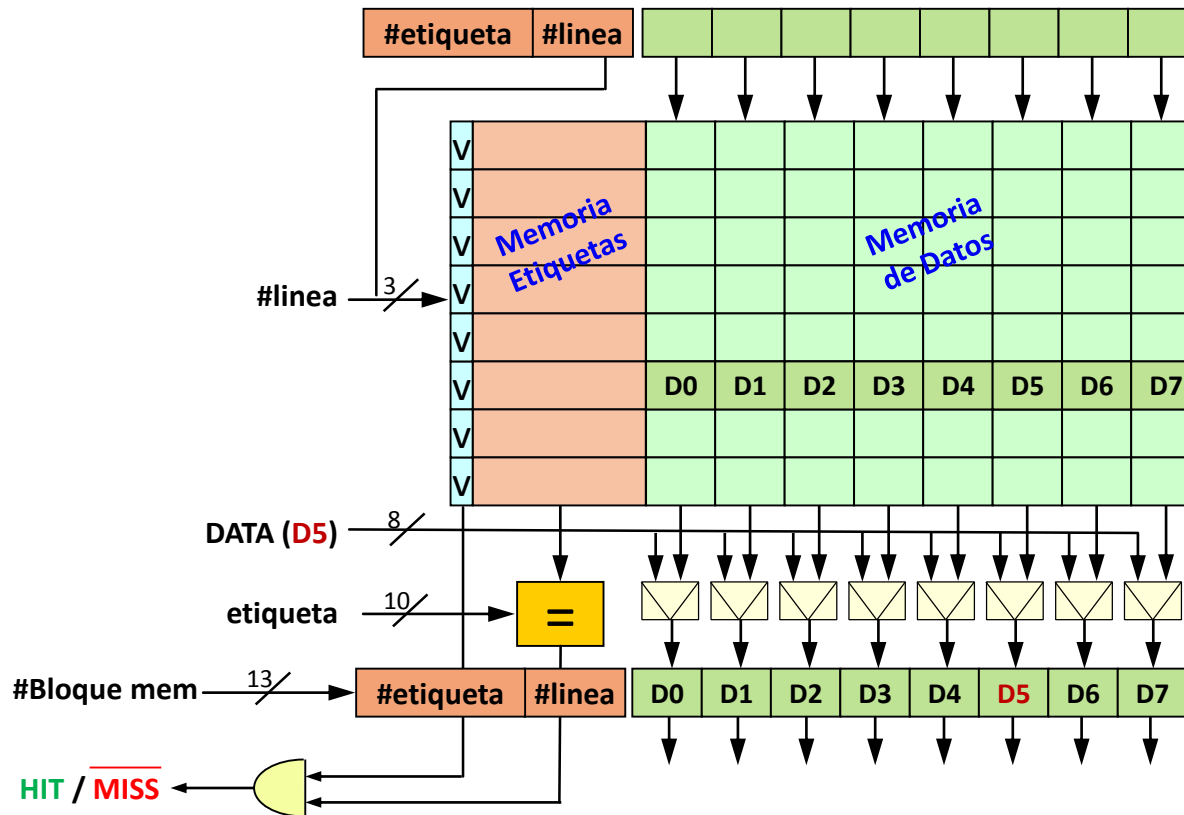 #etiqueta #linea
V
V
V
Memoria Etiquetas
Memoria de Datos
#linea 3 V
V
V D0 D1 D2 D3 D4 D5 D6 D7
V
V
DATA (D5) 8
etiqueta 10 =
#Bloque mem 13 #etiqueta #linea D0 D1 D2 D3 D4 D5 D6 D7
HIT / MISS